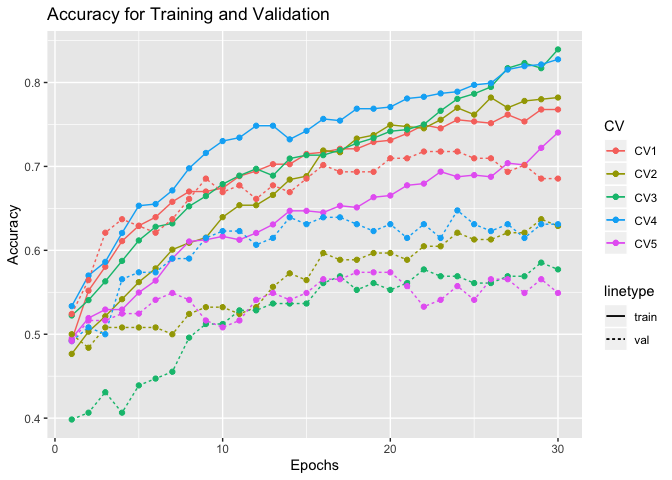 Accuracy for Training and Validation
Accuracy
0.8
0.7
0.6
0.5
0.4
0
10
20
30
Epochs
CV
CV1
CV2
CV3
CV4
CV5
linetype
train
val